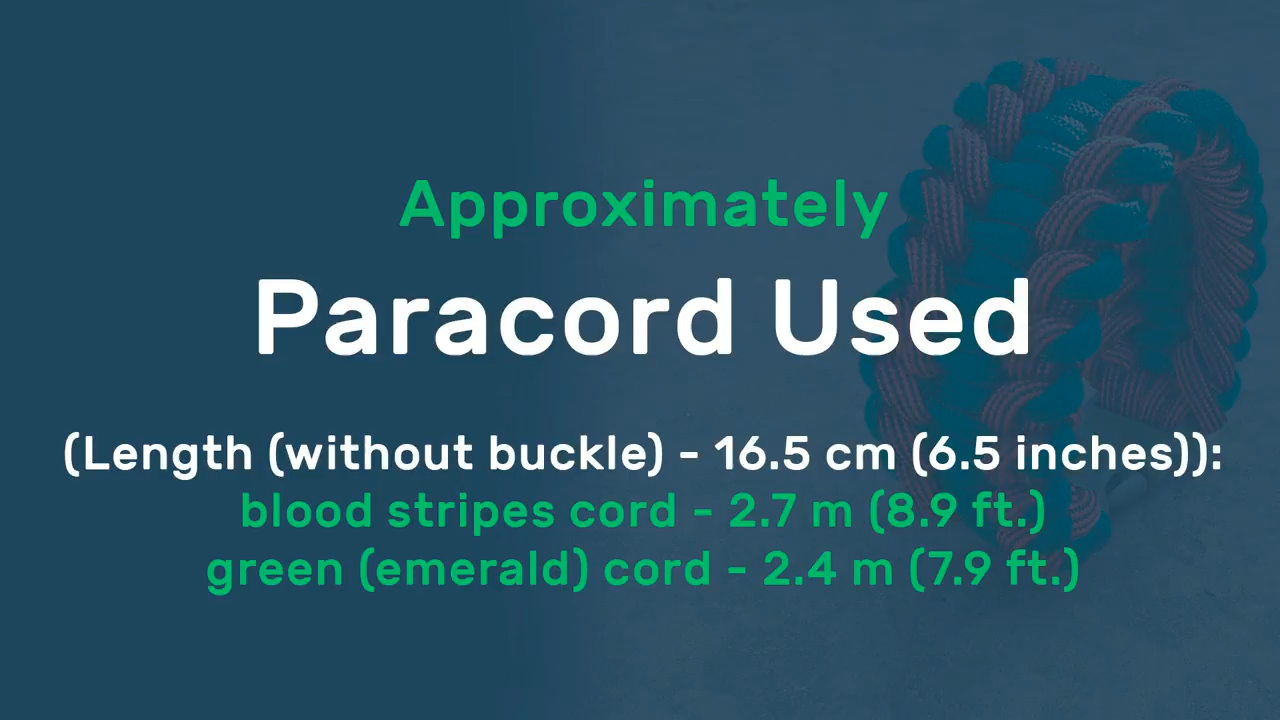 Approximately
Paracord Used
(Length (without buckle) - 16.5 cm (6.5 inches)):
blood stripes cord - 2.7 m (8.9 ft.)
green (emerald) cord - 2.4 m (7.9 ft.)